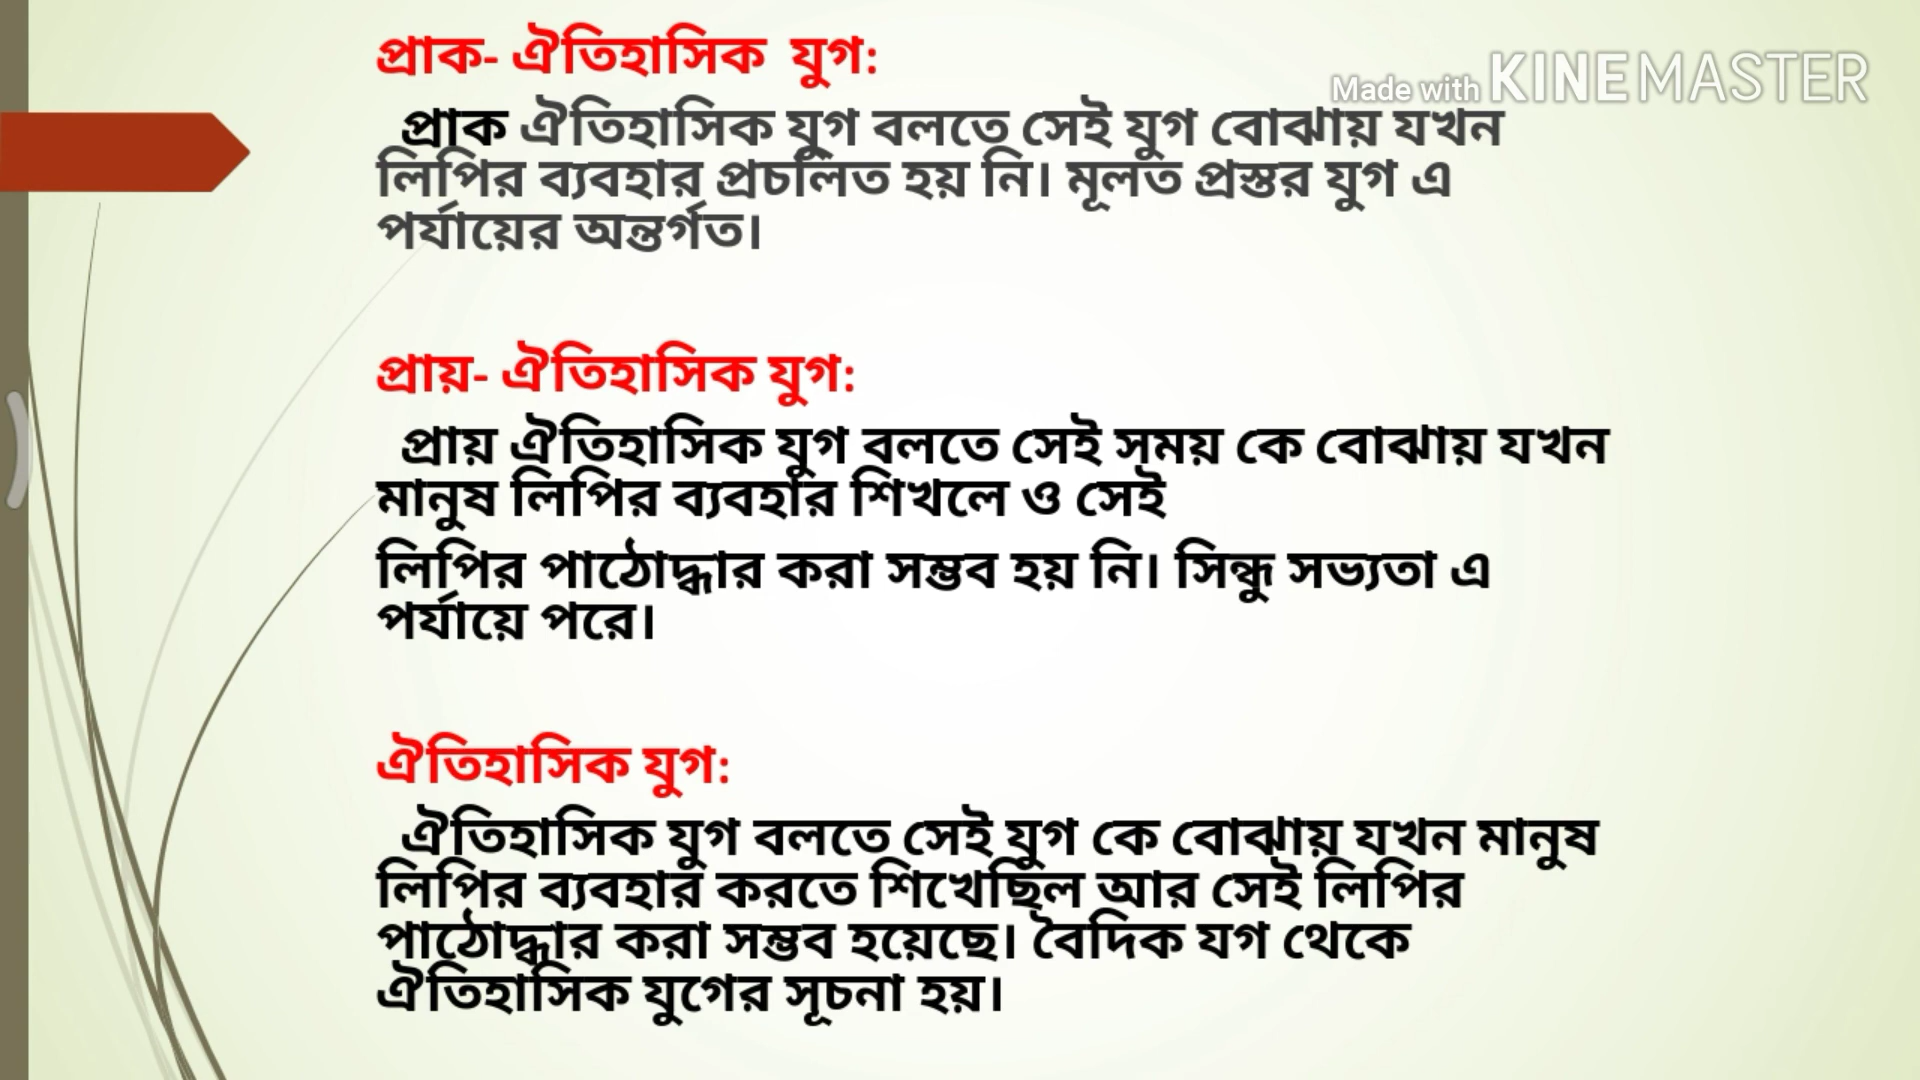 প্রাক- ঐতিহাসিক যুগ:
Made with KINEMASTER
প্রাক ঐতিহাসিক যুগ বলতে সেই যুগ বোঝায় যখন
লিপির ব্যবহার প্রচলিত হয় নি। মূলত প্রস্তর যুগ এ
পর্যায়ের অন্তর্গত।
প্রায়- ঐতিহাসিক যুগ:
প্রায় ঐতিহাসিক যুগ বলতে সেই সময় কে বোঝায় যখন
মানুষ লিপির ব্যবহার শিখলে ও সেই
লিপির পাঠোদ্ধার করা সম্ভব হয় নি। সিন্ধু সভ্যতা এ
পর্যায়ে পরে।
ঐতিহাসিক যুগ:
ঐতিহাসিক যুগ বলতে সেই যুগ কে বোঝায় যখন মানুষ
লিপির ব্যবহার করতে শিখেছিল আর সেই লিপির
পাঠোদ্ধার করা সম্ভব হয়েছে। বৈদিক যগ থেকে
ঐতিহাসিক যুগের সূচনা হয়।